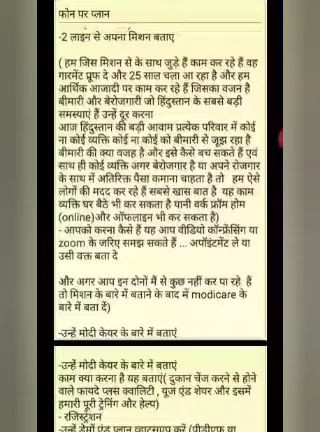 फोन पर प्लान
-2 लाइन से अपना मिशन बताए
( हम जिस मिशन से के साथ जुड़े हैं काम कर रहे हैं वह
गारमेंट प्रूफ दे और 25 साल चला आ रहा है और हम
आर्थिक आजादी पर काम कर रहे हैं जिसका वजन है
बीमारी और बेरोजगारी जो हिंदुस्तान के सबसे बड़ी
समस्याएं हैं उन्हें दूर करना
आज हिंदुस्तान की बड़ी आवाम प्रत्येक परिवार में कोई
ना कोई व्यक्ति कोई ना कोई को बीमारी से जूझ रहा है
बीमारी की क्या वजह है और इसे कैसे बच सकते हैं एवं
साथ ही कोई व्यक्ति अगर बेरोजगार है या अपने रोजगार
के साथ में अतिरिक्त पैसा कमाना चाहता है तो हम ऐसे
लोगों की मदद कर रहे हैं सबसे खास बात है यह काम
व्यक्ति घर बैठे भी कर सकता है यानी वर्क फ्रॉम होम
(online)और ऑफलाइन भी कर सकता है)
- आपको करना कैसे हैं यह आप वीडियो कॉन्फ्रेंसिंग या
zoom के जरिए समझ सकते हैं ... अपॉइंटमेंट ले या
उसी वक्त बता दे
और अगर आप इन दोनों मैं से कुछ नहीं कर पा रहे हैं
तो मिशन के बारे में बताने के बाद में modicare के
बारे में बता दें)
-उन्हें मोदी केयर के बारे में बताएं
-उन्हें मोदी केयर के बारे में बताएं
काम क्या करना है यह बताएं( दुकान चेंज करने से होने
वाले फायदे प्लस क्वालिटी , यूज एंड शेयर और इसमें
हमारी पूरी ट्रेनिंग और हेल्प)
- रजिस्ट्रेशन
-उन्हें डेमों एंड प्लान व्हाट्सएप करें (पीडीएफ या